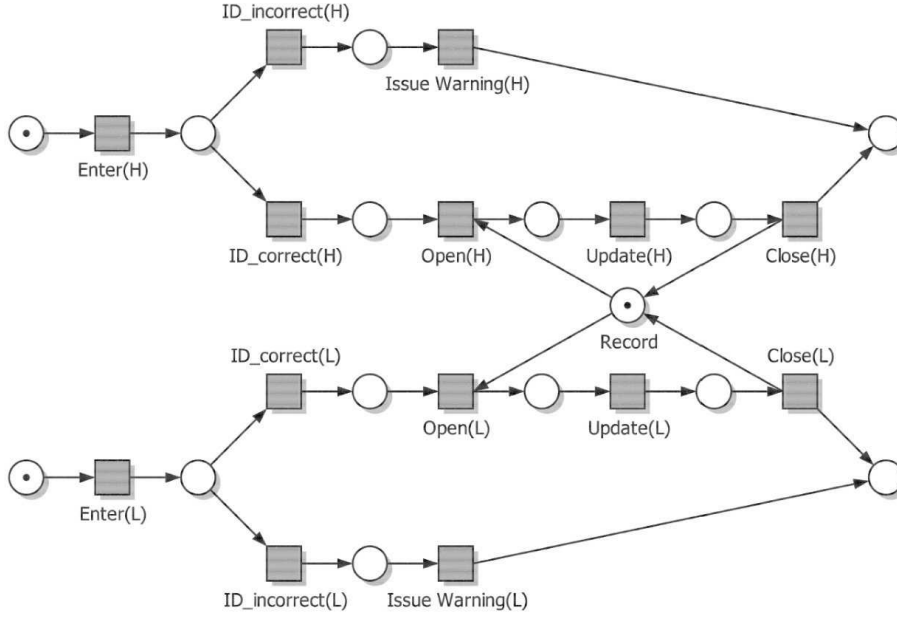 ID_incorrect(H)
Issue Warning(H)
Enter(H)
ID_correct(H)
Open(H)
Update(H)
Close(H)
Record
ID_correct(L)
Close(L)
Open(L)
Update(L)
Enter(L)
ID_incorrect(L)
Issue Warning(L)